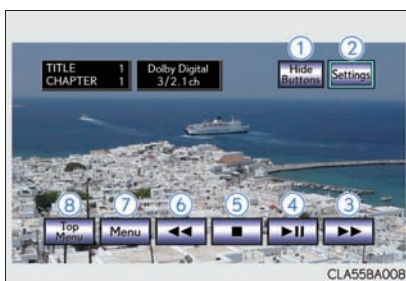 1 2
TITLE 1
CHAPTER 1
Dolby Digital
3/2.1ch
Hide
Buttons
Settings
8 7 6 5 4 3
Top
Menu
Menu
CLA55BA008